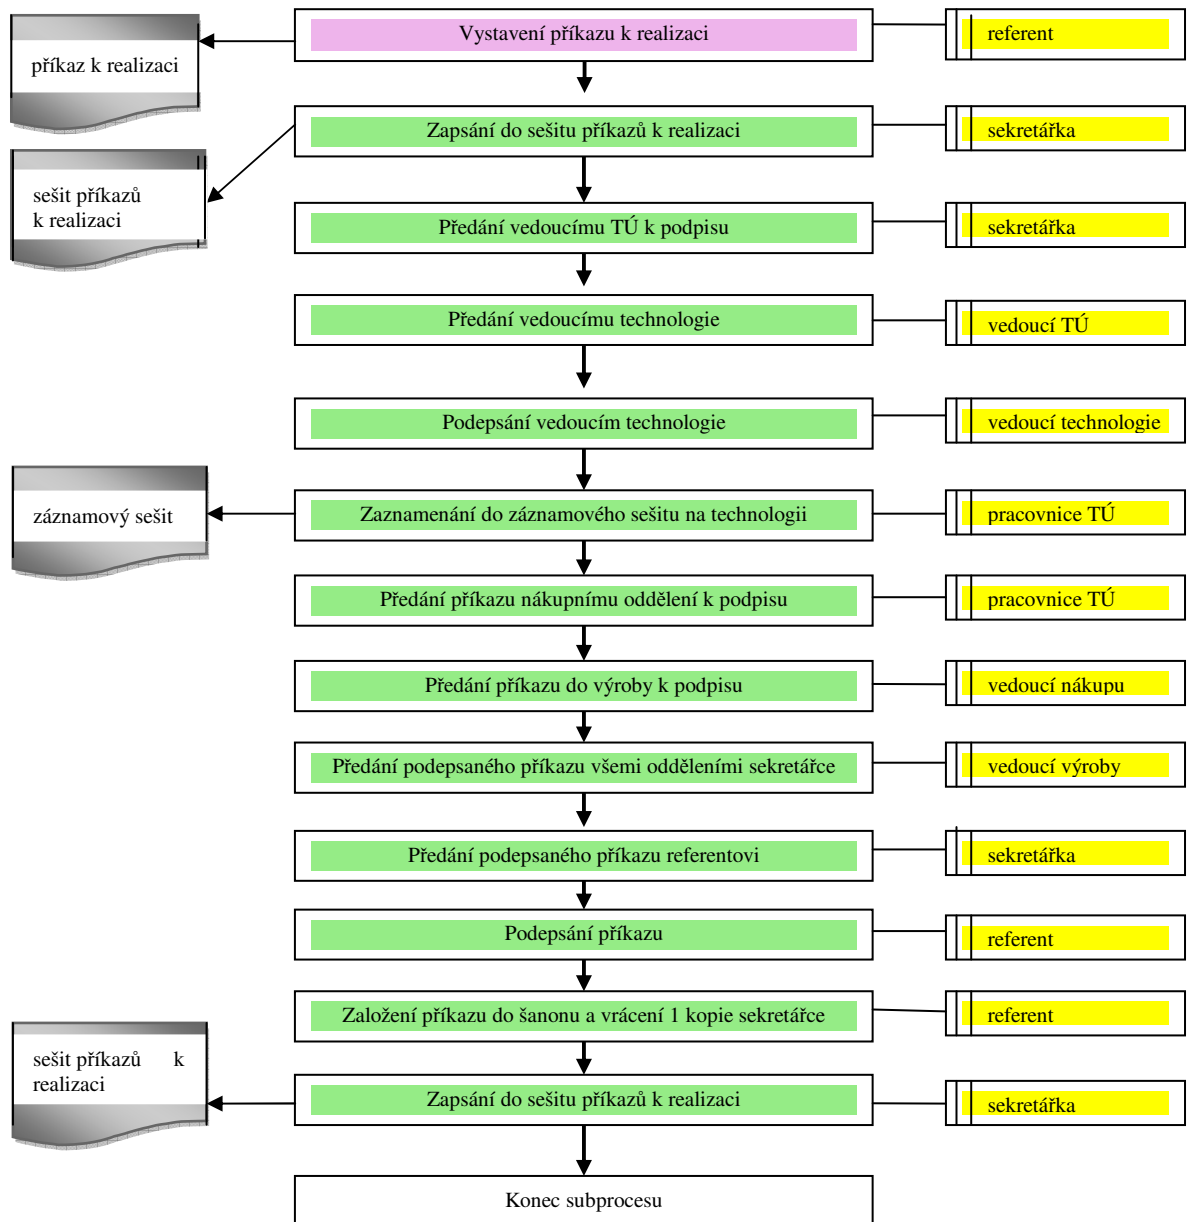 Vystavení příkazu k realizaci
referent
příkaz k realizaci
Zapsání do sešitu příkazů k realizaci
sekretářka
sešit příkazů
k realizaci
Předání vedoucímu TÚ k podpisu
sekretářka
Předání vedoucímu technologie
vedoucí TÚ
Podepsání vedoucím technologie
vedoucí technologie
záznamový sešit
Zaznamenání do záznamového sešitu na technologii
pracovnice TÚ
Předání příkazu nákupnímu oddělení k podpisu
pracovnice TÚ
Předání příkazu do výroby k podpisu
vedoucí nákupu
Předání podepsaného příkazu všemi odděleními sekretářce
vedoucí výroby
Předání podepsaného příkazu referentovi
sekretářka
Podepsání příkazu
referent
Založení příkazu do šanonu a vrácení 1 kopie sekretářce
referent
sešit příkazů k
realizaci
Zapsání do sešitu příkazů k realizaci
sekretářka
Konec subprocesu